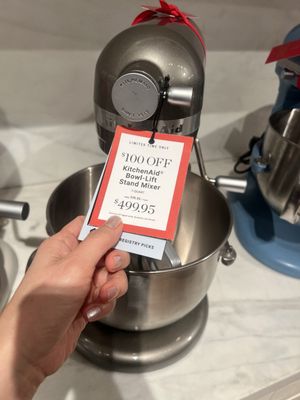 LIMITED TIME ONLY
$100 OFF
KitchenAid®
Bowl-Lift
Stand Mixer
$499.95
REGISTRY PICKS